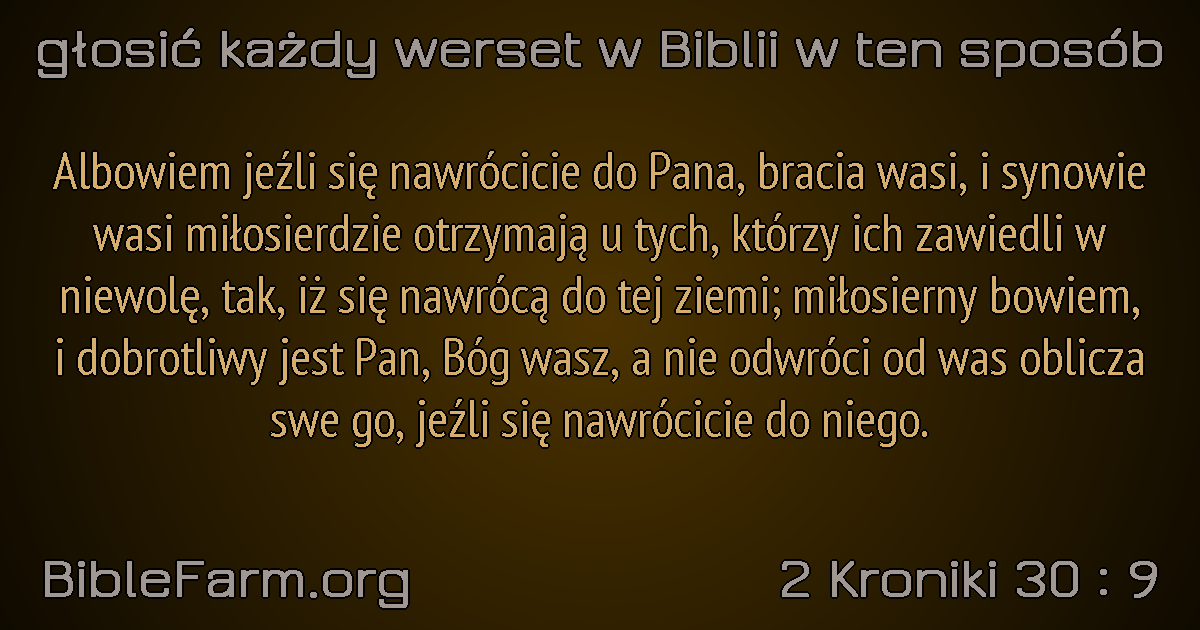 głosić każdy werset w Biblii w ten sposób
Albowiem jeźli się nawrócicie do Pana, bracia wasi, i synowie
wasi miłosierdzie otrzymają u tych, którzy ich zawiedli w
niewolę, tak, iż się nawrócą do tej ziemi; miłosierny bowiem,
i dobrotliwy jest Pan, Bóg wasz, a nie odwróci od was oblicza
swe go, jeźli się nawrócicie do niego.
BibleFarm.org
2 Kroniki 30 : 9